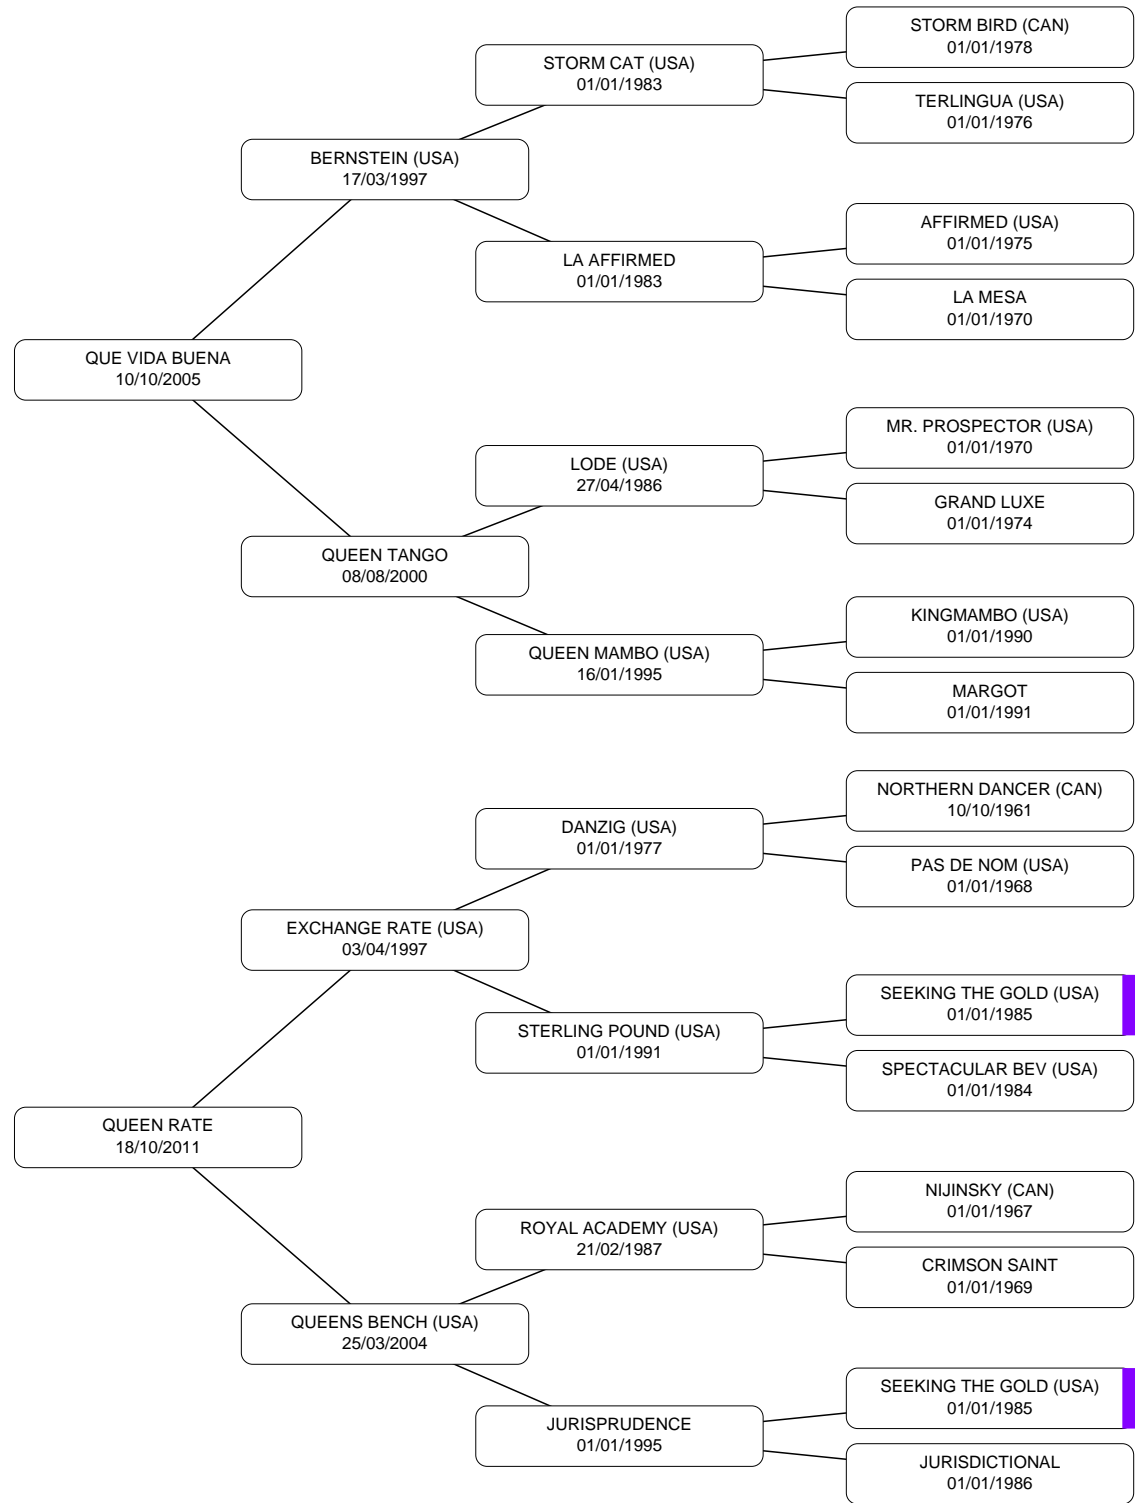 STORM BIRD (CAN)
01/01/1978
STORM CAT (USA)
01/01/1983
TERLINGUA (USA)
01/01/1976
BERNSTEIN (USA)
17/03/1997
AFFIRMED (USA)
01/01/1975
LA AFFIRMED
01/01/1983
LA MESA
01/01/1970
QUE VIDA BUENA
10/10/2005
MR. PROSPECTOR (USA)
01/01/1970
LODE (USA)
27/04/1986
GRAND LUXE
01/01/1974
QUEEN TANGO
08/08/2000
KINGMAMBO (USA)
01/01/1990
QUEEN MAMBO (USA)
16/01/1995
MARGOT
01/01/1991
NORTHERN DANCER (CAN)
10/10/1961
DANZIG (USA)
01/01/1977
PAS DE NOM (USA)
01/01/1968
EXCHANGE RATE (USA)
03/04/1997
SEEKING THE GOLD (USA)
01/01/1985
STERLING POUND (USA)
01/01/1991
SPECTACULAR BEV (USA)
01/01/1984
QUEEN RATE
18/10/2011
NIJINSKY (CAN)
01/01/1967
ROYAL ACADEMY (USA)
21/02/1987
CRIMSON SAINT
01/01/1969
QUEENS BENCH (USA)
25/03/2004
SEEKING THE GOLD (USA)
01/01/1985
JURISPRUDENCE
01/01/1995
JURISDICTIONAL
01/01/1986